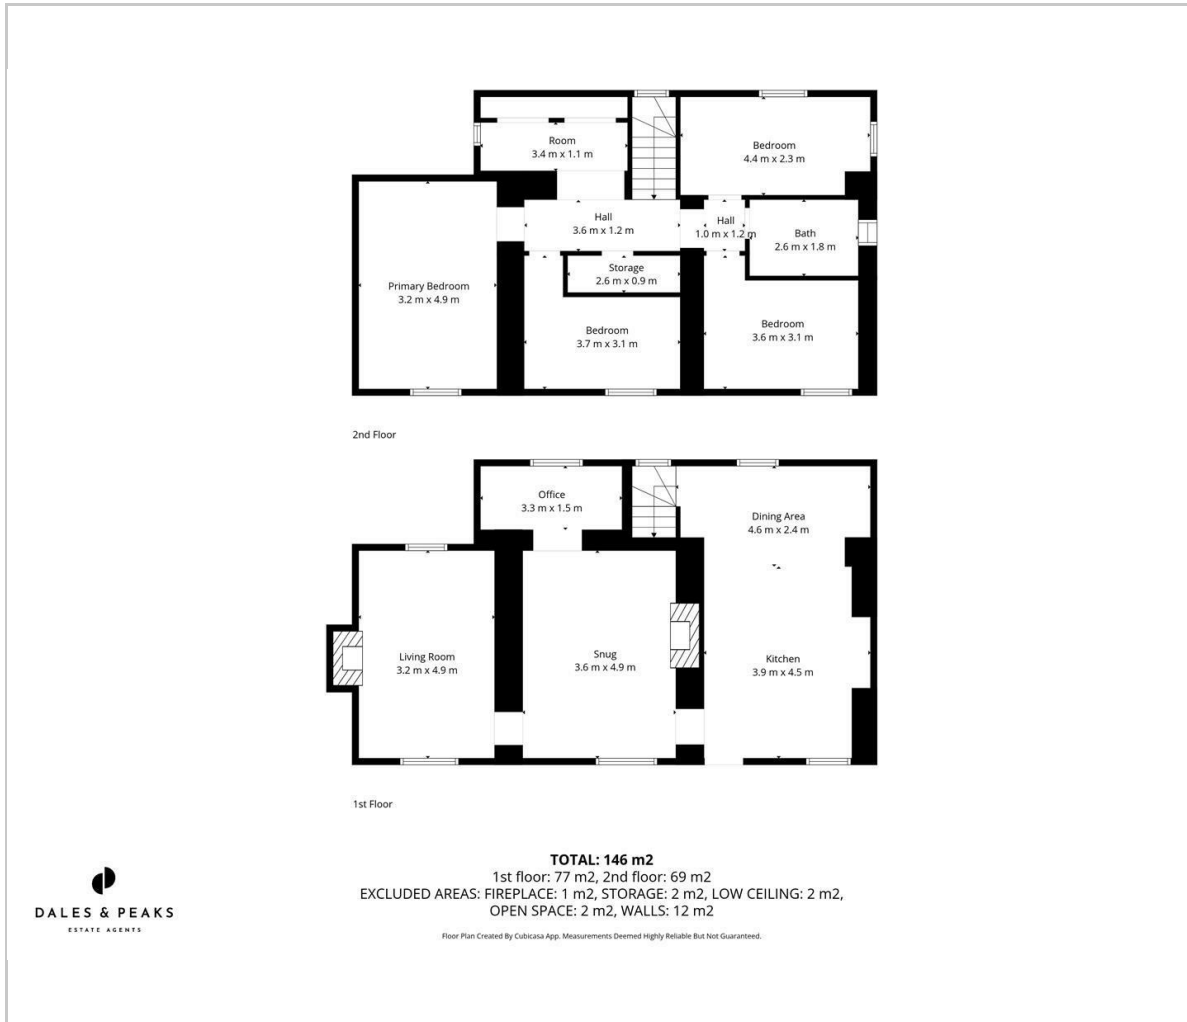 Room
3.4 m x 1.1 m
Bedroom
4.4 m x 2.3 m
Hall
3.6 m x 1.2 m
Hall
1.0 m x 1.2 m
Bath
2.6 m x 1.8 m
Storage
2.6 m x 0.9 m
Primary Bedroom
3.2 m x 4.9 m
Bedroom
3.7 m x 3.1 m
Bedroom
3.6 m x 3.1 m
2nd Floor
Office
3.3 m x 1.5 m
Dining Area
4.6 m x 2.4 m
Living Room
3.2 m x 4.9 m
Snug
3.6 m x 4.9 m
Kitchen
3.9 m x 4.5 m
1st Floor
TOTAL: 146 m2
1st floor: 77 m2, 2nd floor: 69 m2
EXCLUDED AREAS: FIREPLACE: 1 m2, STORAGE: 2 m2, LOW CEILING: 2 m2,
OPEN SPACE: 2 m2, WALLS: 12 m2
Floor Plan Created By Cubicasa App. Measurements Deemed Highly Reliable But Not Guaranteed.
DALES & PEAKS
ESTATE AGENTS